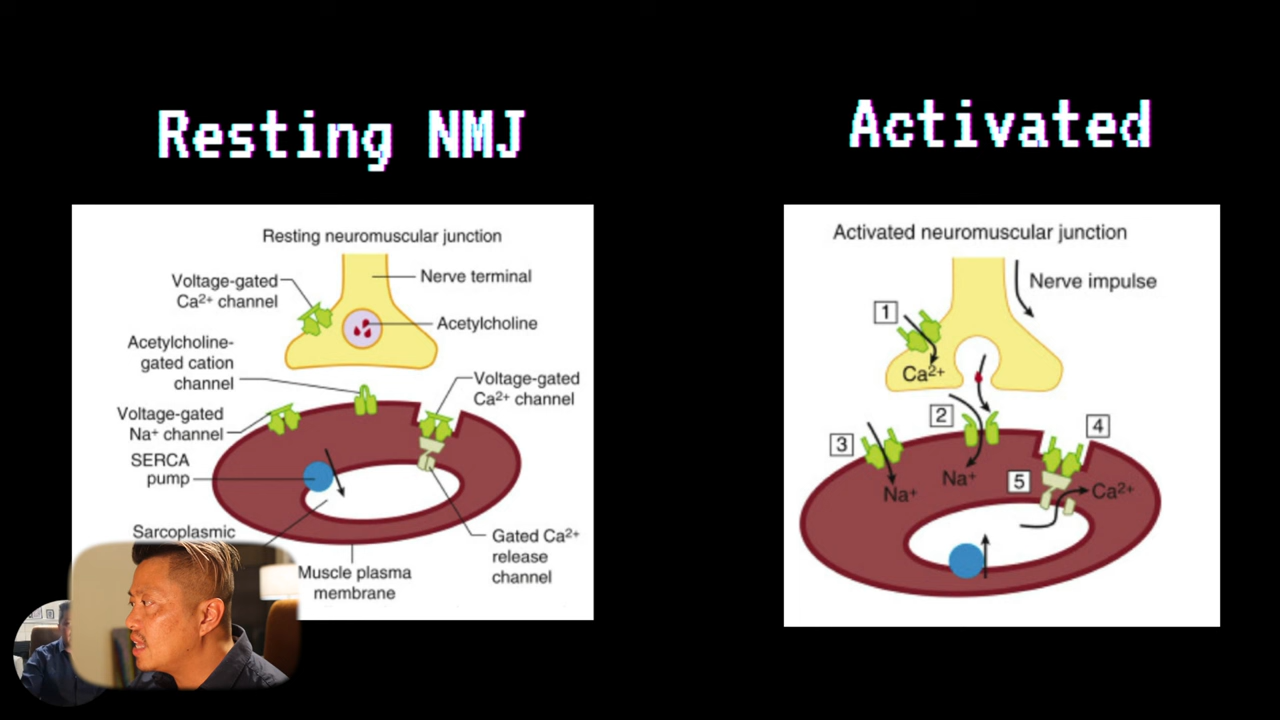 Resting NMJ
Activated
Resting neuromuscular junction
Voltage-gated
Ca²⁺ channel
Nerve terminal
Acetylcholine
Acetylcholine-
gated cation
channel
Voltage-gated
Ca²⁺ channel
Voltage-gated
Na⁺ channel
SERCA
pump
Sarcoplasmic
Muscle plasma
membrane
Gated Ca²⁺
release
channel
Activated neuromuscular junction
Nerve impulse
1
Ca²⁺
2
3
4
Na⁺
Na⁺
5
Ca²⁺